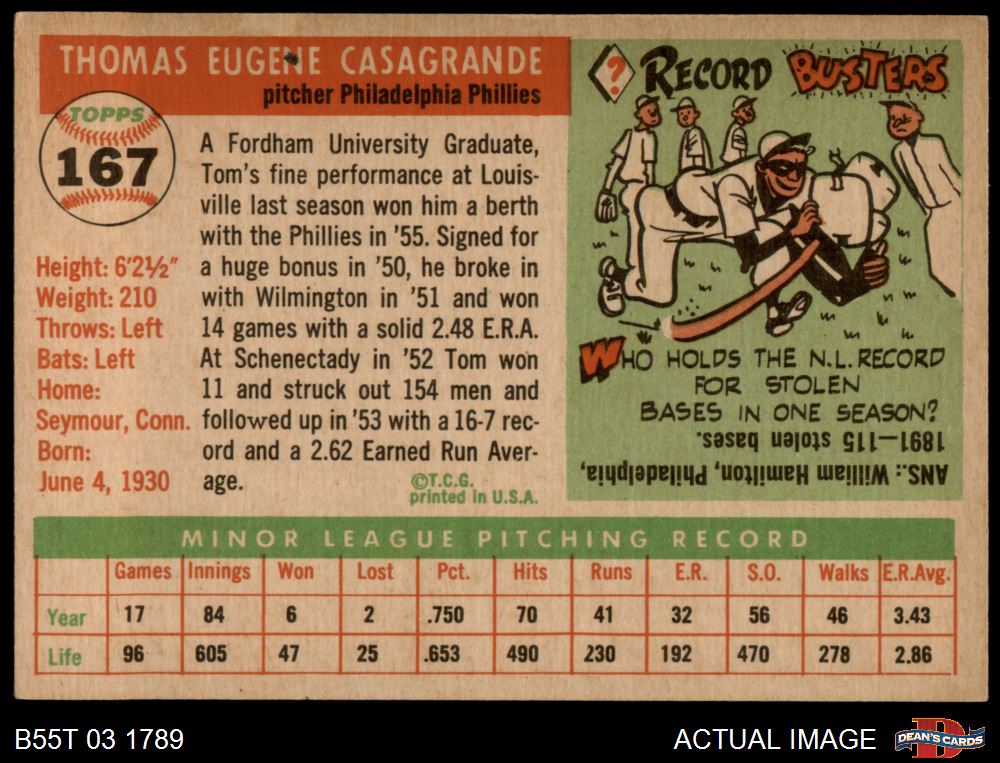 THOMAS EUGENE CASAGRANDE
pitcher Philadelphia Phillies
TOPPS
167
Height: 6'2½"
Weight: 210
Throws: Left
Bats: Left
Home:
Seymour, Conn.
Born:
June 4, 1930
A Fordham University Graduate,
Tom's fine performance at Louis-
ville last season won him a berth
with the Phillies in '55. Signed for
a huge bonus in '50, he broke in
with Wilmington in '51 and won
14 games with a solid 2.48 E.R.A.
At Schenectady in '52 Tom won
11 and struck out 154 men and
followed up in '53 with a 16-7 rec-
ord and a 2.62 Earned Run Aver-
age.
©T.C.G.
printed in U.S.A.
? RECORD BUSTERS
WHO HOLDS THE N.L. RECORD
FOR STOLEN
BASES IN ONE SEASON?
ANS.: William Hamilton, Philadelphia,
1891—115 stolen bases.
MINOR LEAGUE PITCHING RECORD
Games Innings Won Lost Pct. Hits Runs E.R. S.O. Walks E.R.Avg.
Year 17 84 6 2 .750 70 41 32 56 46 3.43
Life 96 605 47 25 .653 490 230 192 470 278 2.86
B55T 03 1789
ACTUAL IMAGE
D
DEAN'S CARDS